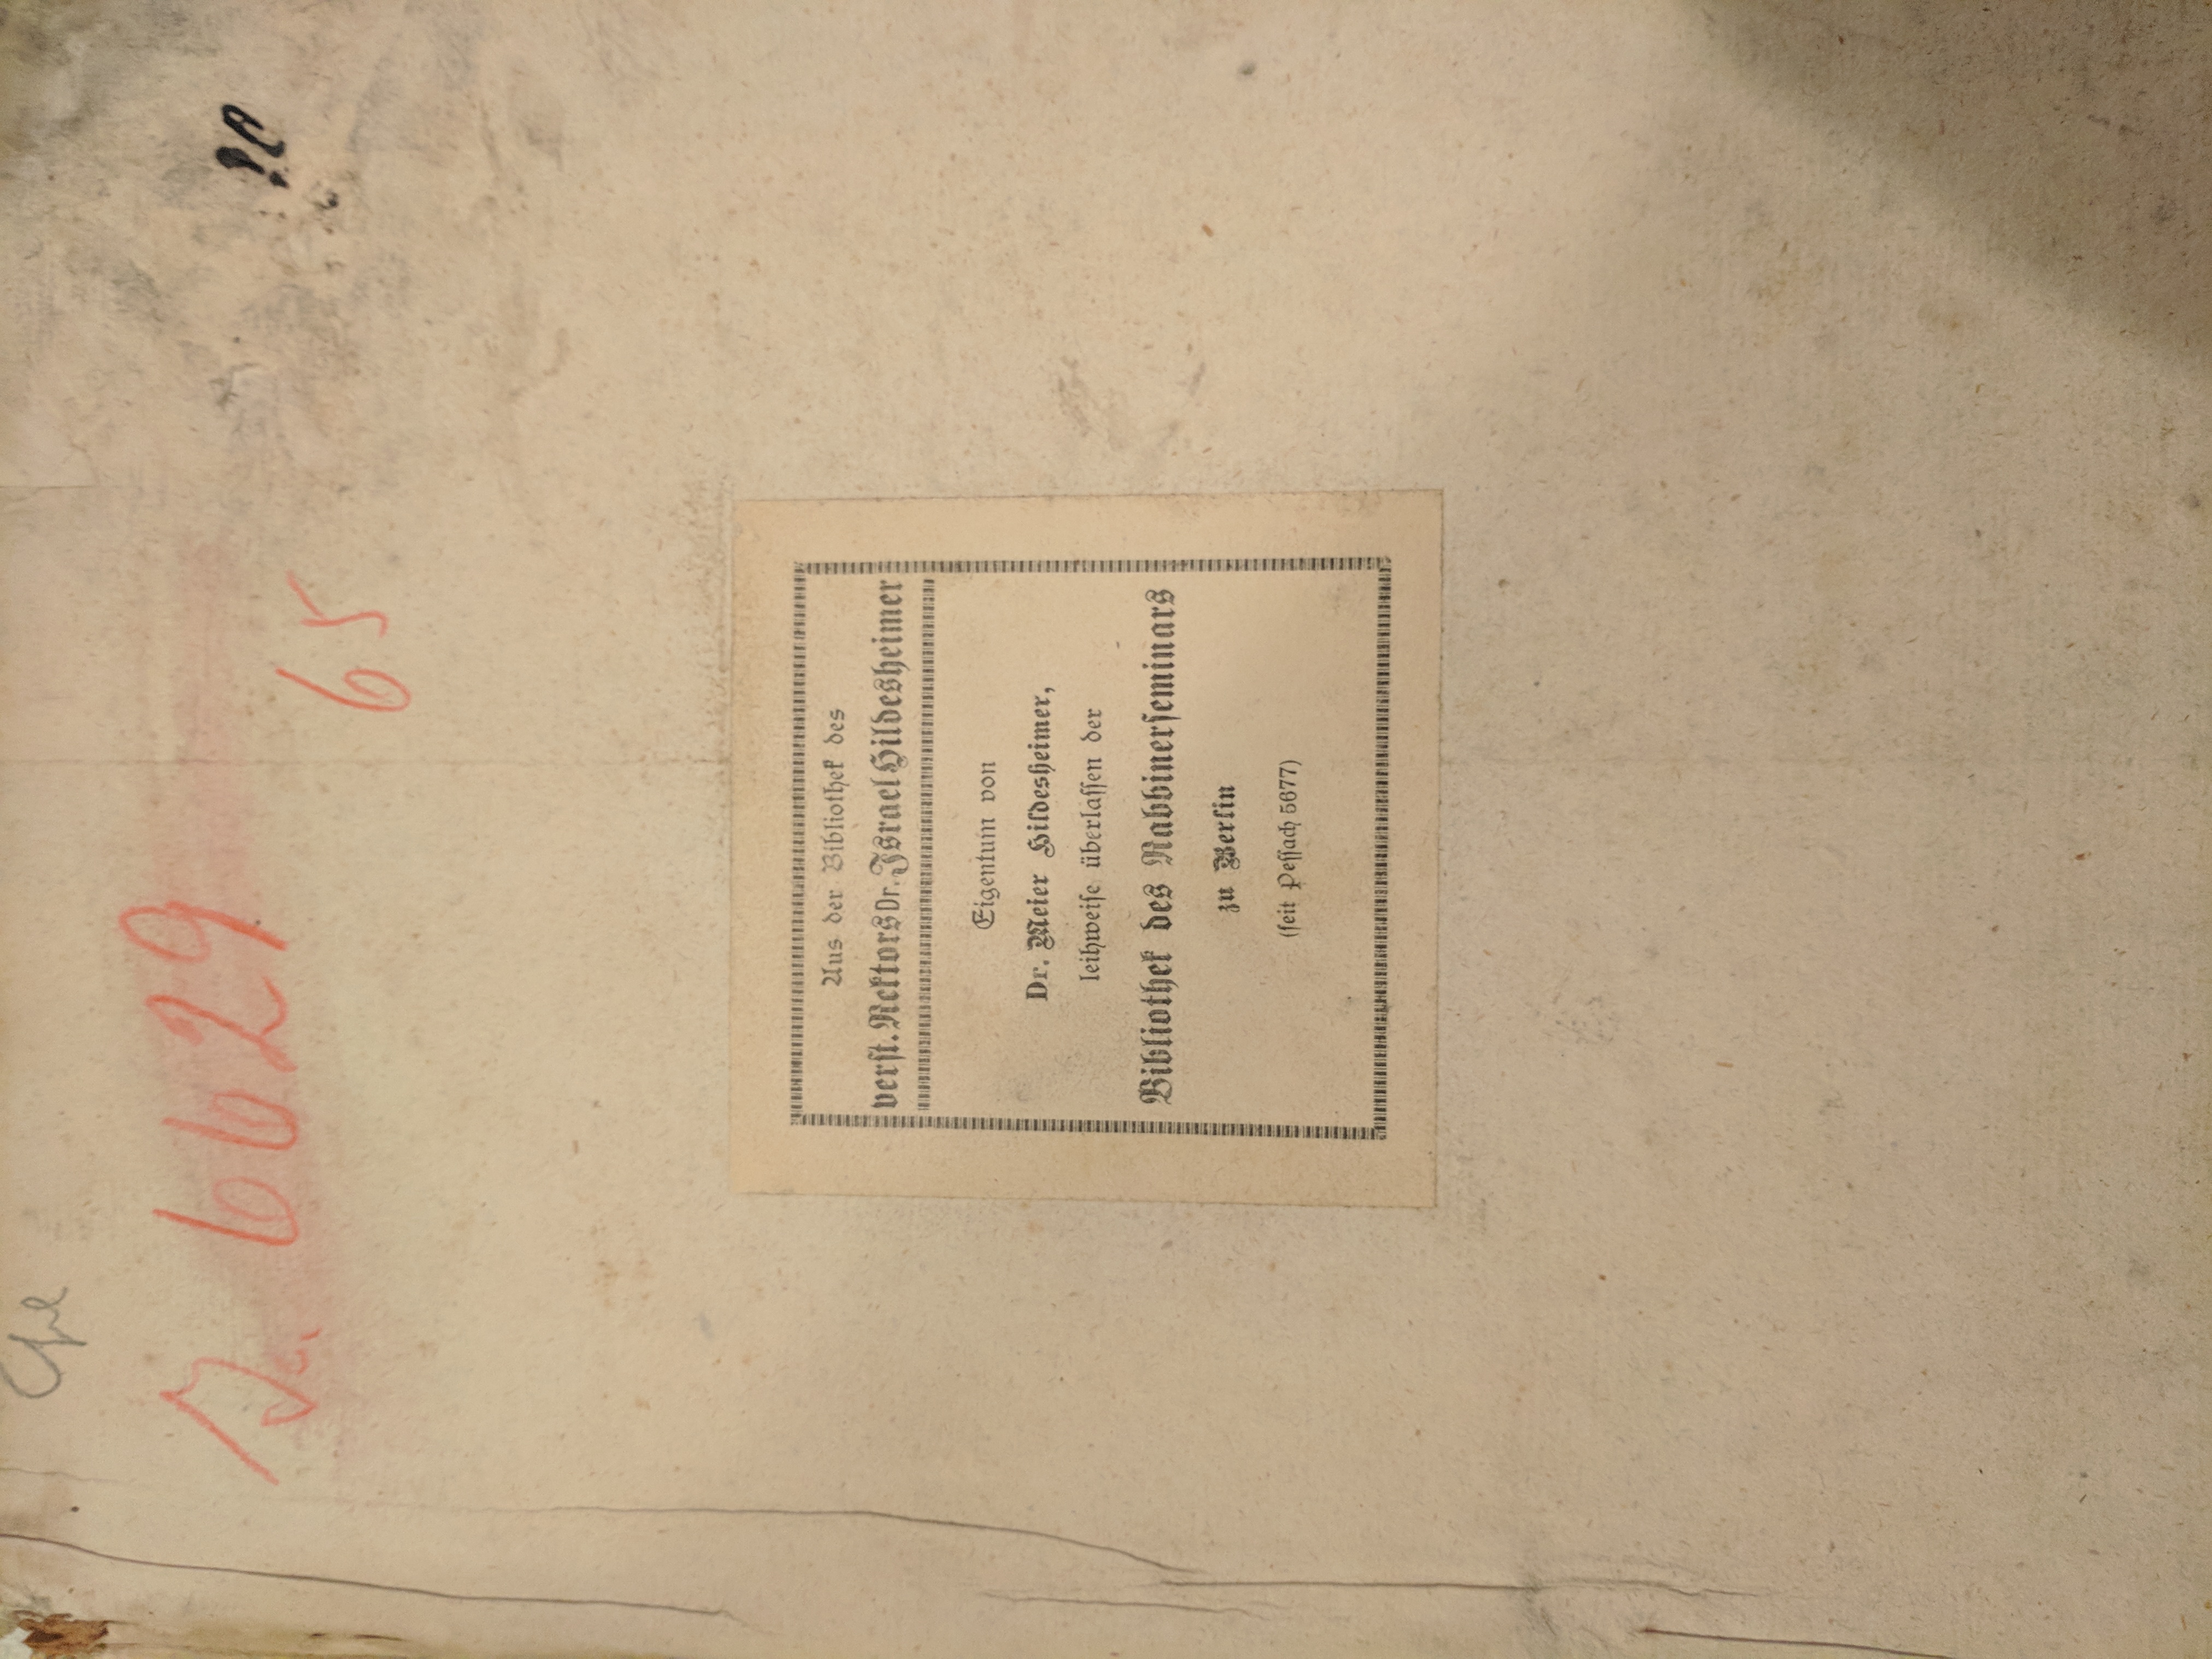 6629
65
Aus der Bibliothek des
verst. Rektors Dr. Israel Hildesheimer
Eigentum von
Dr. Meier Hildesheimer,
leihweise überlassen der
Bibliothek des Rabbinerseminars
zu Berlin
(seit Pessach 5677)